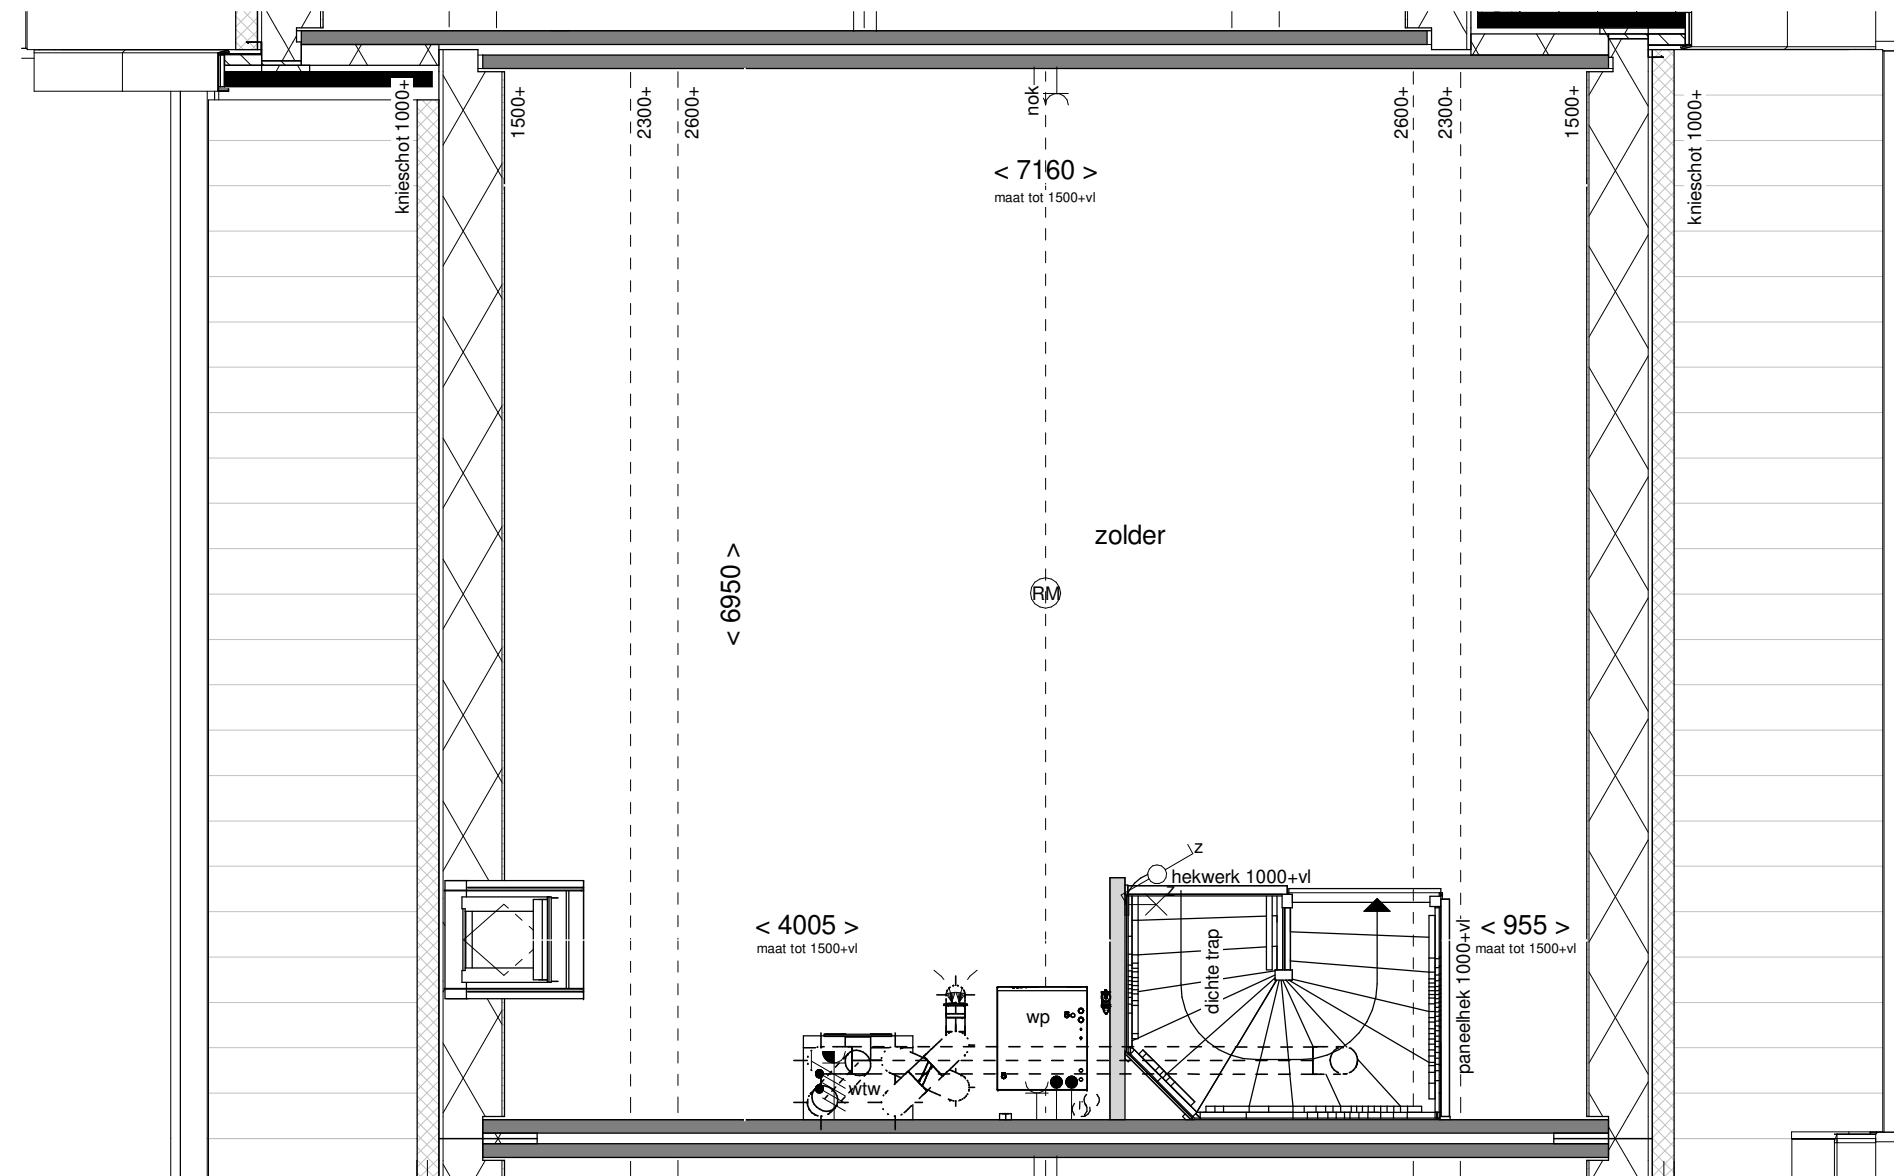 knieschot 1000+
1500+
2300+
2600+
nok
2600+
2300+
1500+
knieschot 1000+
< 7160 >
maat tot 1500+vl
zolder
< 6950 >
RM
z
hekwerk 1000+vl
< 4005 >
maat tot 1500+vl
dichte trap
paneelhek 1000+vl
< 955 >
maat tot 1500+vl
wp
wtw